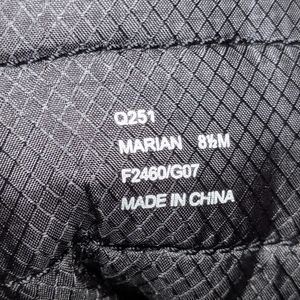 Q251
MARIAN 8½M
F2460/G07
MADE IN CHINA